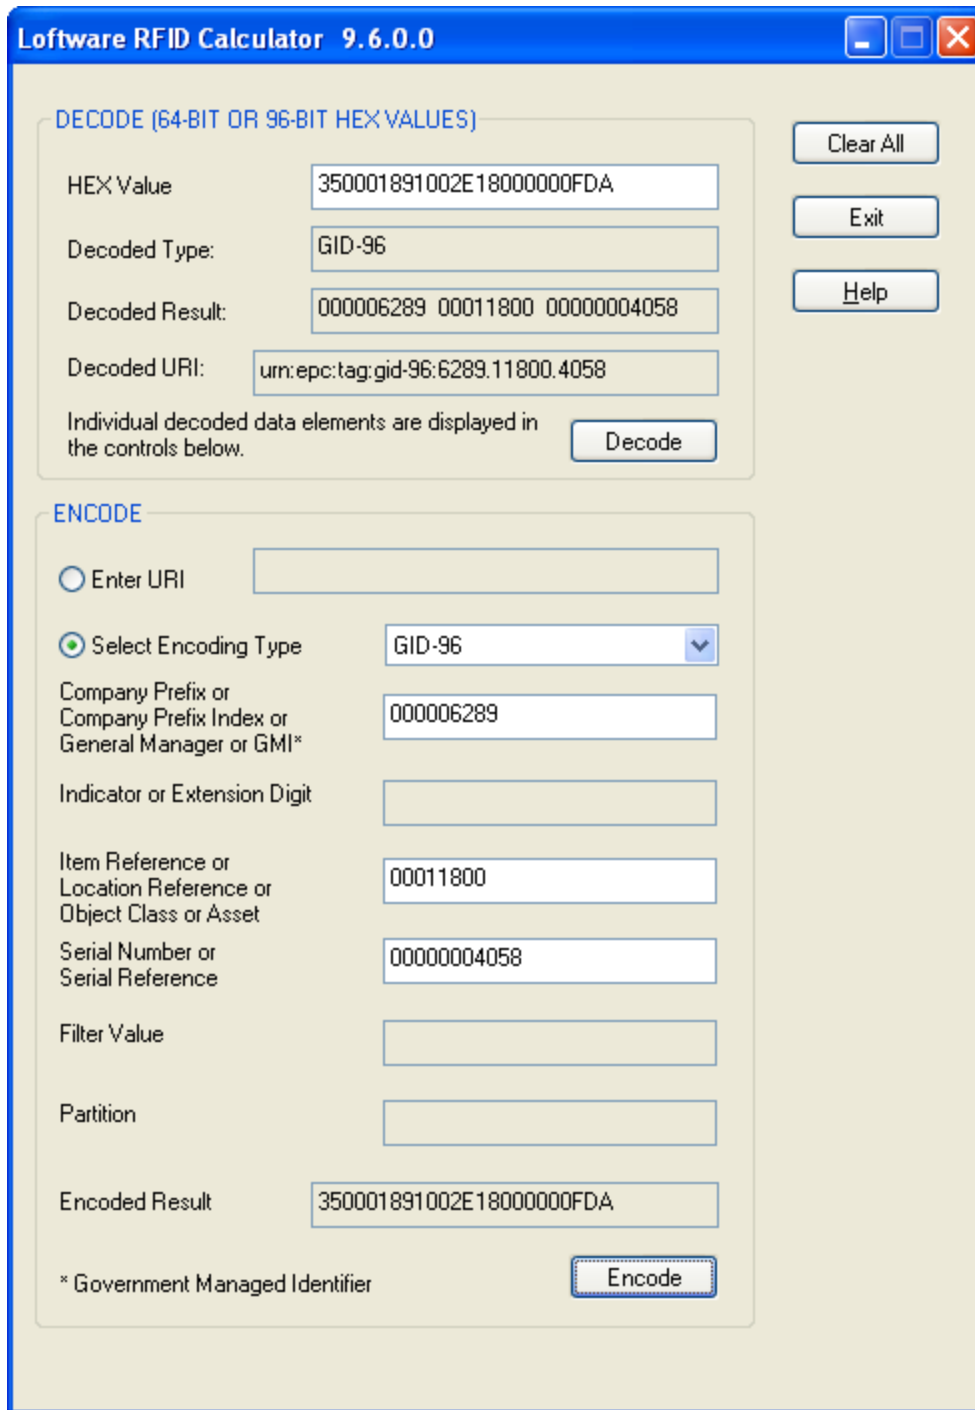 Loftware RFID Calculator 9.6.0.0
DECODE (64-BIT OR 96-BIT HEX VALUES)
Clear All
HEX Value 350001891002E18000000FDA
Exit
Decoded Type: GID-96
Help
Decoded Result: 000006289 00011800 00000004058
Decoded URI: urn:epc:tag:gid-96:6289.11800.4058
Individual decoded data elements are displayed in
the controls below.
Decode
ENCODE
Enter URI
Select Encoding Type GID-96
Company Prefix or
Company Prefix Index or
General Manager or GMI*
000006289
Indicator or Extension Digit
Item Reference or
Location Reference or
Object Class or Asset
00011800
Serial Number or
Serial Reference
00000004058
Filter Value
Partition
Encoded Result 350001891002E18000000FDA
* Government Managed Identifier
Encode